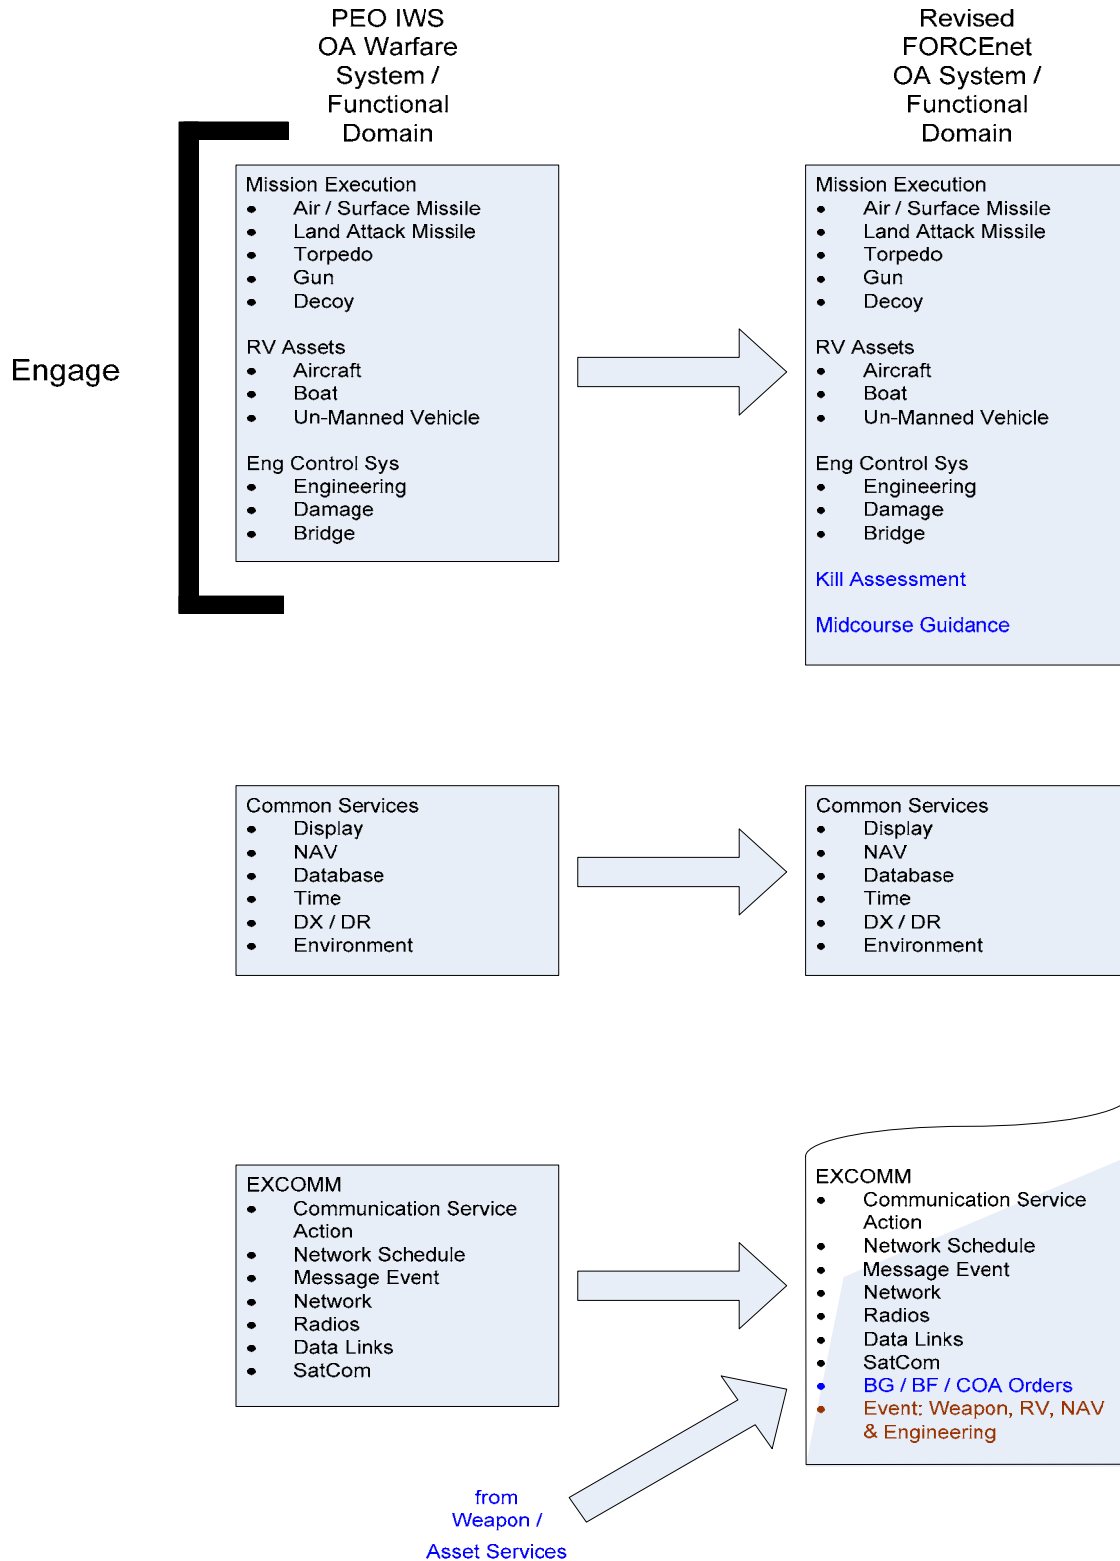 PEO IWS
OA Warfare
System /
Functional
Domain
Revised
FORCEnet
OA System /
Functional
Domain
Engage
Mission Execution
• Air / Surface Missile
• Land Attack Missile
• Torpedo
• Gun
• Decoy
RV Assets
• Aircraft
• Boat
• Un-Manned Vehicle
Eng Control Sys
• Engineering
• Damage
• Bridge
Mission Execution
• Air / Surface Missile
• Land Attack Missile
• Torpedo
• Gun
• Decoy
RV Assets
• Aircraft
• Boat
• Un-Manned Vehicle
Eng Control Sys
• Engineering
• Damage
• Bridge
Kill Assessment
Midcourse Guidance
Common Services
• Display
• NAV
• Database
• Time
• DX / DR
• Environment
Common Services
• Display
• NAV
• Database
• Time
• DX / DR
• Environment
EXCOMM
• Communication Service
Action
• Network Schedule
• Message Event
• Network
• Radios
• Data Links
• SatCom
EXCOMM
• Communication Service
Action
• Network Schedule
• Message Event
• Network
• Radios
• Data Links
• SatCom
• BG / BF / COA Orders
• Event: Weapon, RV, NAV
& Engineering
from
Weapon /
Asset Services